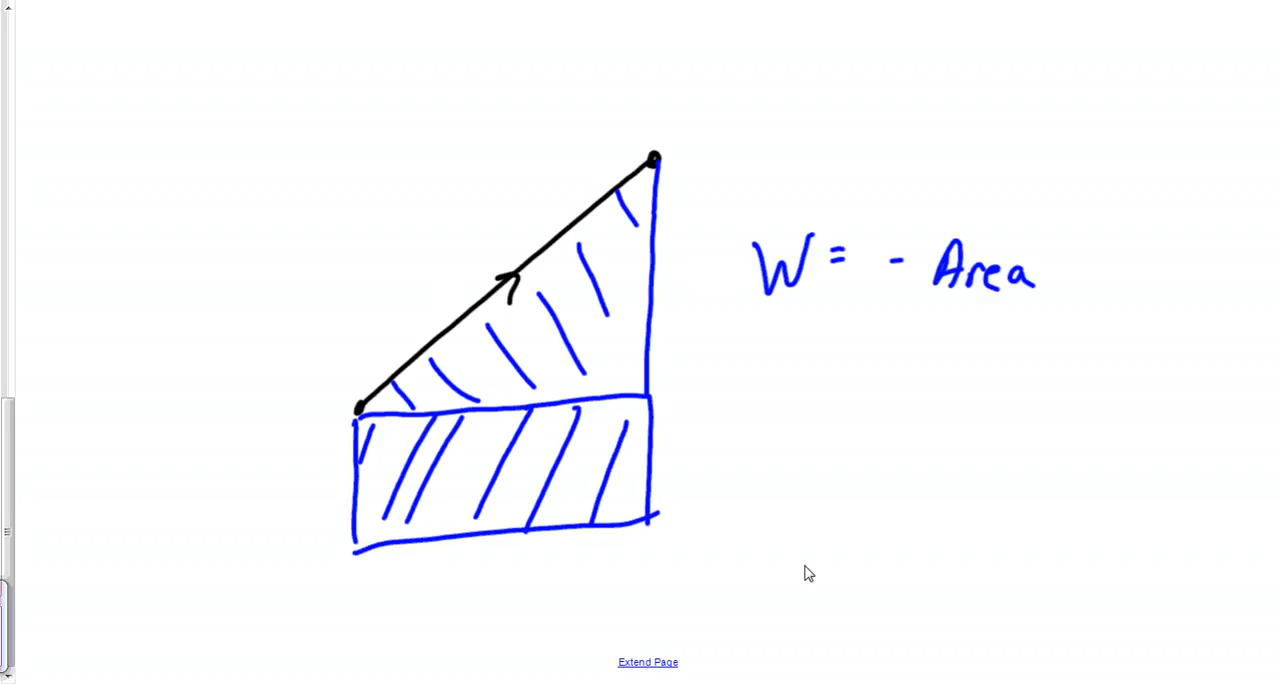 W = - Area
Extend Page